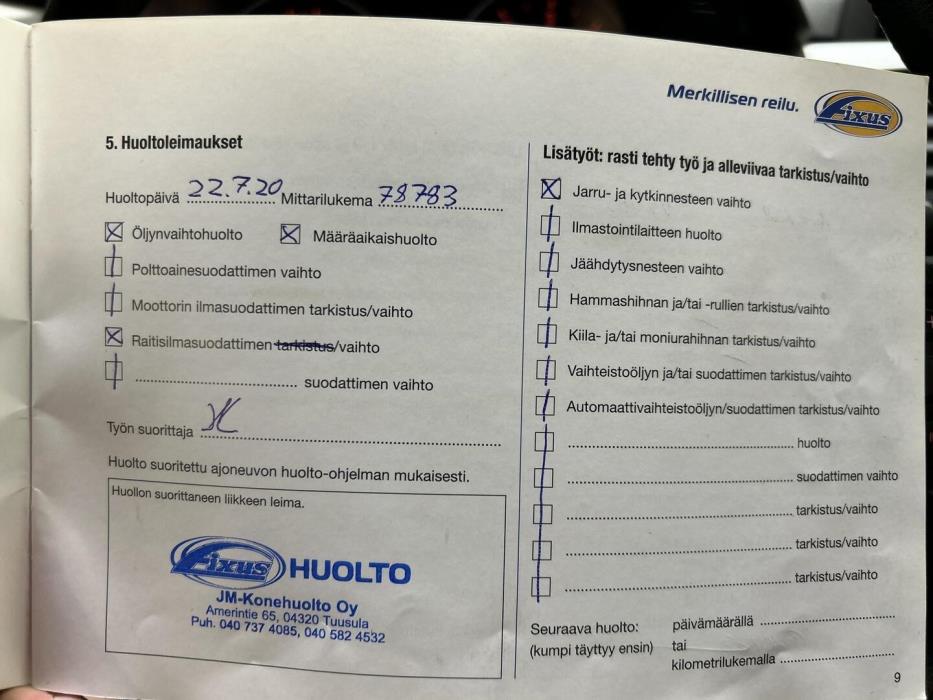 Merkillisen reilu. Fixus
5. Huoltoleimaukset
Huoltopäivä 22.7.20 Mittarilukema 78783
Öljynvaihtohuolto Määräaikaishuolto
Polttoainesuodattimen vaihto
Moottorin ilmasuodattimen tarkistus/vaihto
Raitisilmasuodattimen tarkistus/vaihto
suodattimen vaihto
Työn suorittaja
Huolto suoritettu ajoneuvon huolto-ohjelman mukaisesti.
Huollon suorittaneen liikkeen leima.
Fixus HUOLTO
JM-Konehuolto Oy
Amerintie 65, 04320 Tuusula
Puh. 040 737 4085, 040 582 4532
Lisätyöt: rasti tehty työ ja alleviivaa tarkistus/vaihto
Jarru- ja kytkinnesteen vaihto
Ilmastointilaitteen huolto
Jäähdytysnesteen vaihto
Hammashihnan ja/tai -rullien tarkistus/vaihto
Kiila- ja/tai moniurahihnan tarkistus/vaihto
Vaihteistoöljyn ja/tai suodattimen tarkistus/vaihto
Automaattivaihteistoöljyn/suodattimen tarkistus/vaihto
huolto
suodattimen vaihto
tarkistus/vaihto
tarkistus/vaihto
tarkistus/vaihto
Seuraava huolto: päivämäärällä
(kumpi täyttyy ensin) tai
kilometrilukemalla
9